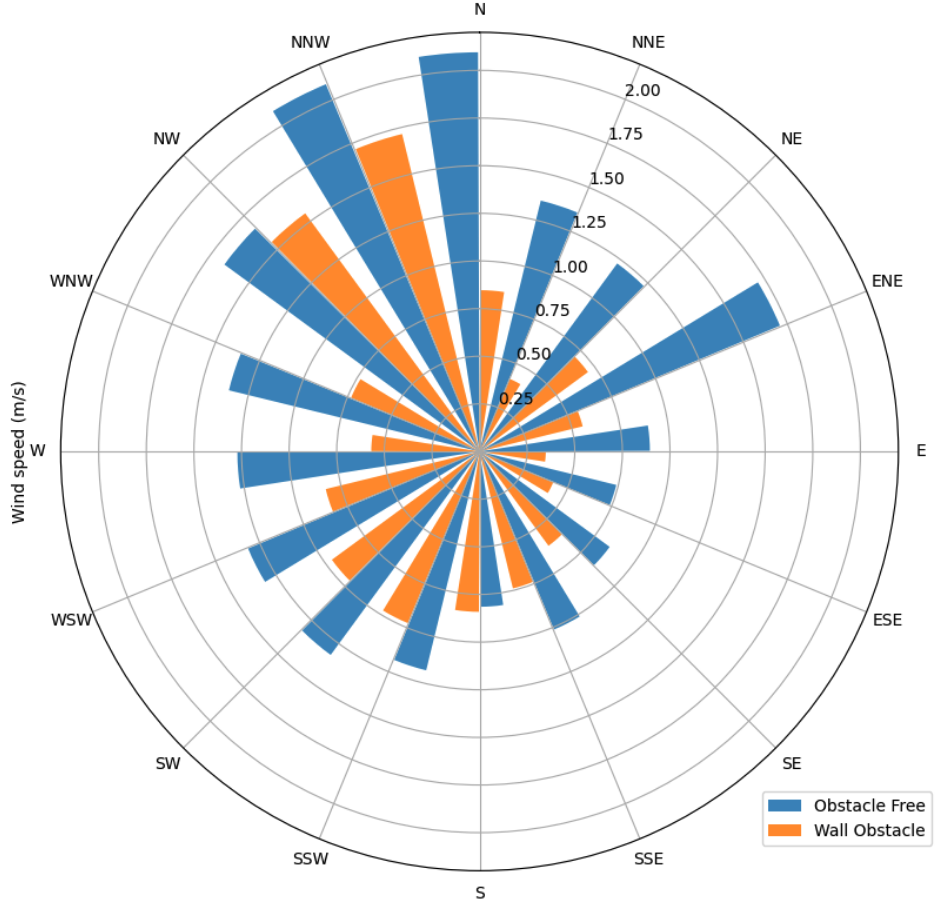 N
NNW
NNE
2.00
NW
1.75
NE
1.50
1.25
WNW
1.00
ENE
0.75
0.50
0.25
Wind speed (m/s)
W
E
WSW
ESE
SW
SE
Obstacle Free
Wall Obstacle
SSW
SSE
S